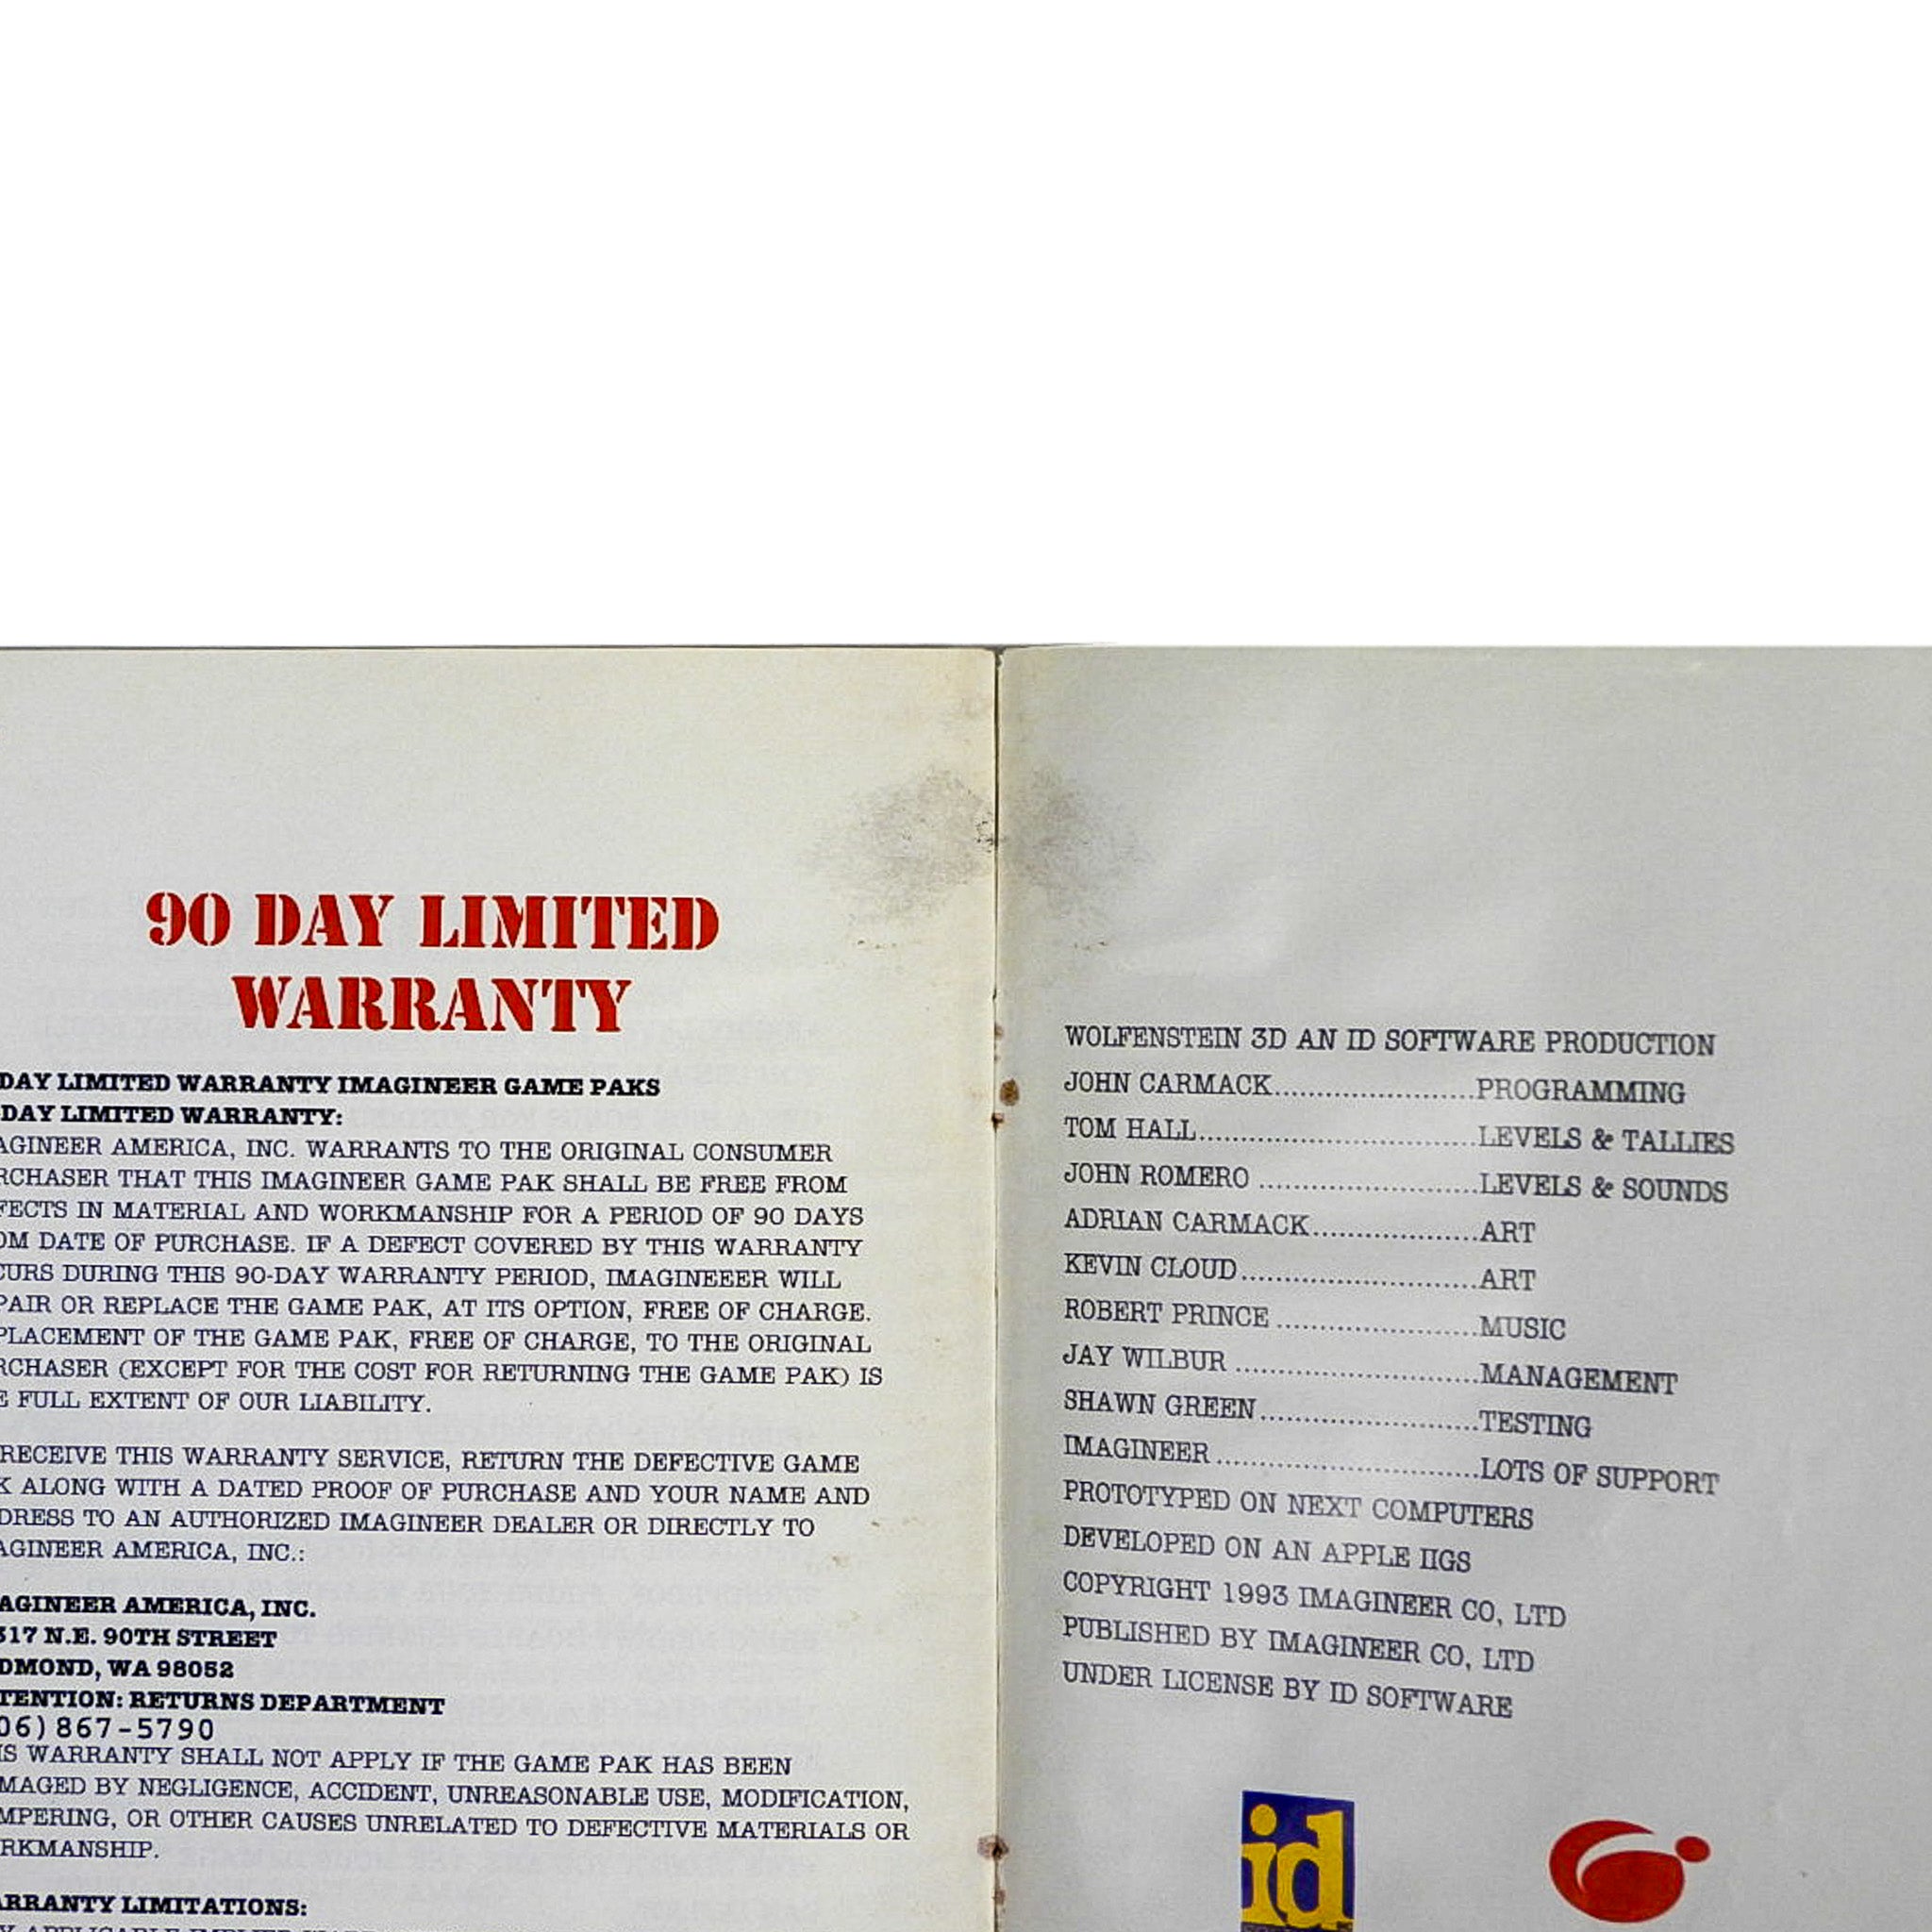 90 DAY LIMITED
WARRANTY
DAY LIMITED WARRANTY IMAGINEER GAME PAKS
DAY LIMITED WARRANTY:
AGINEER AMERICA, INC. WARRANTS TO THE ORIGINAL CONSUMER
RCHASER THAT THIS IMAGINEER GAME PAK SHALL BE FREE FROM
FECTS IN MATERIAL AND WORKMANSHIP FOR A PERIOD OF 90 DAYS
OM DATE OF PURCHASE. IF A DEFECT COVERED BY THIS WARRANTY
CURS DURING THIS 90-DAY WARRANTY PERIOD, IMAGINEEER WILL
PAIR OR REPLACE THE GAME PAK, AT ITS OPTION, FREE OF CHARGE.
PLACEMENT OF THE GAME PAK, FREE OF CHARGE, TO THE ORIGINAL
RCHASER (EXCEPT FOR THE COST FOR RETURNING THE GAME PAK) IS
E FULL EXTENT OF OUR LIABILITY.
RECEIVE THIS WARRANTY SERVICE, RETURN THE DEFECTIVE GAME
K ALONG WITH A DATED PROOF OF PURCHASE AND YOUR NAME AND
DRESS TO AN AUTHORIZED IMAGINEER DEALER OR DIRECTLY TO
AGINEER AMERICA, INC.:
AGINEER AMERICA, INC.
317 N.E. 90TH STREET
DMOND, WA 98052
TENTION: RETURNS DEPARTMENT
06) 867-5790
IS WARRANTY SHALL NOT APPLY IF THE GAME PAK HAS BEEN
MAGED BY NEGLIGENCE, ACCIDENT, UNREASONABLE USE, MODIFICATION,
MPERING, OR OTHER CAUSES UNRELATED TO DEFECTIVE MATERIALS OR
RKMANSHIP.
ARRANTY LIMITATIONS:
WOLFENSTEIN 3D AN ID SOFTWARE PRODUCTION
JOHN CARMACK.......................PROGRAMMING
TOM HALL................................LEVELS & TALLIES
JOHN ROMERO .........................LEVELS & SOUNDS
ADRIAN CARMACK...................ART
KEVIN CLOUD...........................ART
ROBERT PRINCE .......................MUSIC
JAY WILBUR ............................MANAGEMENT
SHAWN GREEN.........................TESTING
IMAGINEER ..............................LOTS OF SUPPORT
PROTOTYPED ON NEXT COMPUTERS
DEVELOPED ON AN APPLE IIGS
COPYRIGHT 1993 IMAGINEER CO, LTD
PUBLISHED BY IMAGINEER CO, LTD
UNDER LICENSE BY ID SOFTWARE
id